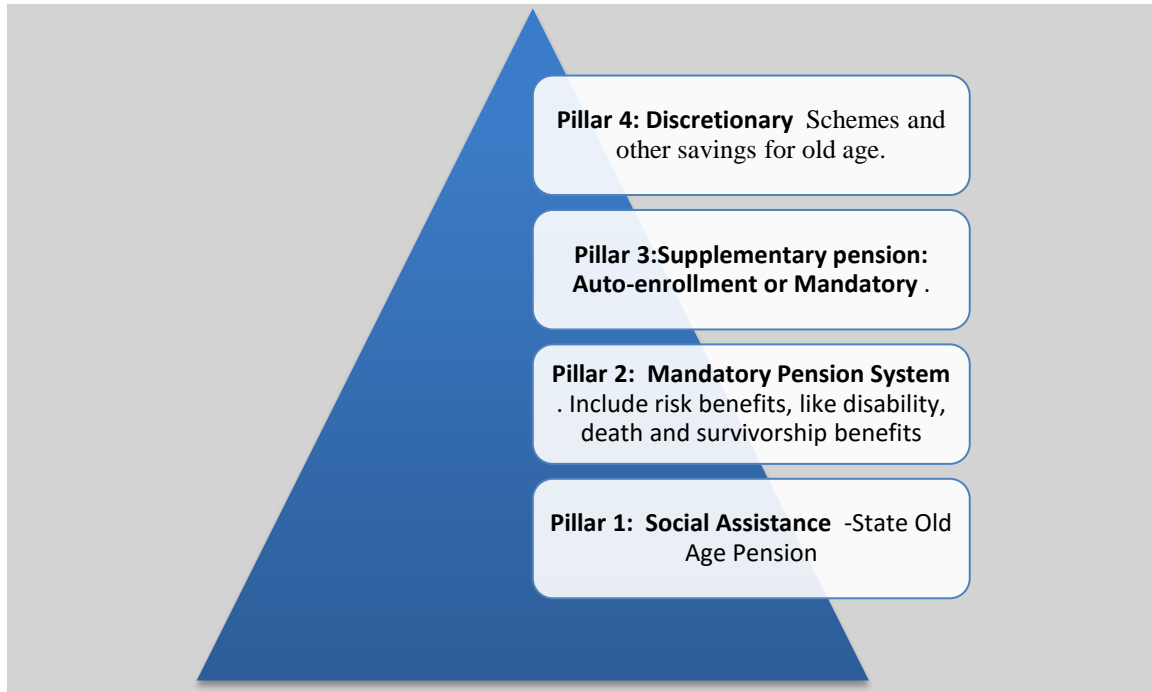 Pillar 4: Discretionary Schemes and
other savings for old age.
Pillar 3:Supplementary pension:
Auto-enrollment or Mandatory .
Pillar 2: Mandatory Pension System
. Include risk benefits, like disability,
death and survivorship benefits
Pillar 1: Social Assistance -State Old
Age Pension